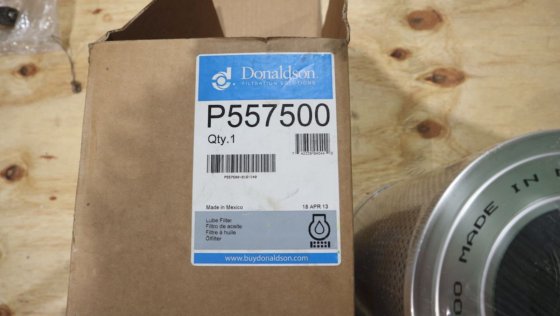 Donaldson
FILTRATION SOLUTIONS
P557500
Qty.1
Made in Mexico
18 APR 13
Lube Filter
Filtro de aceite
Filtre à huile
Ölfilter
www.buydonaldson.com
00 MADE IN